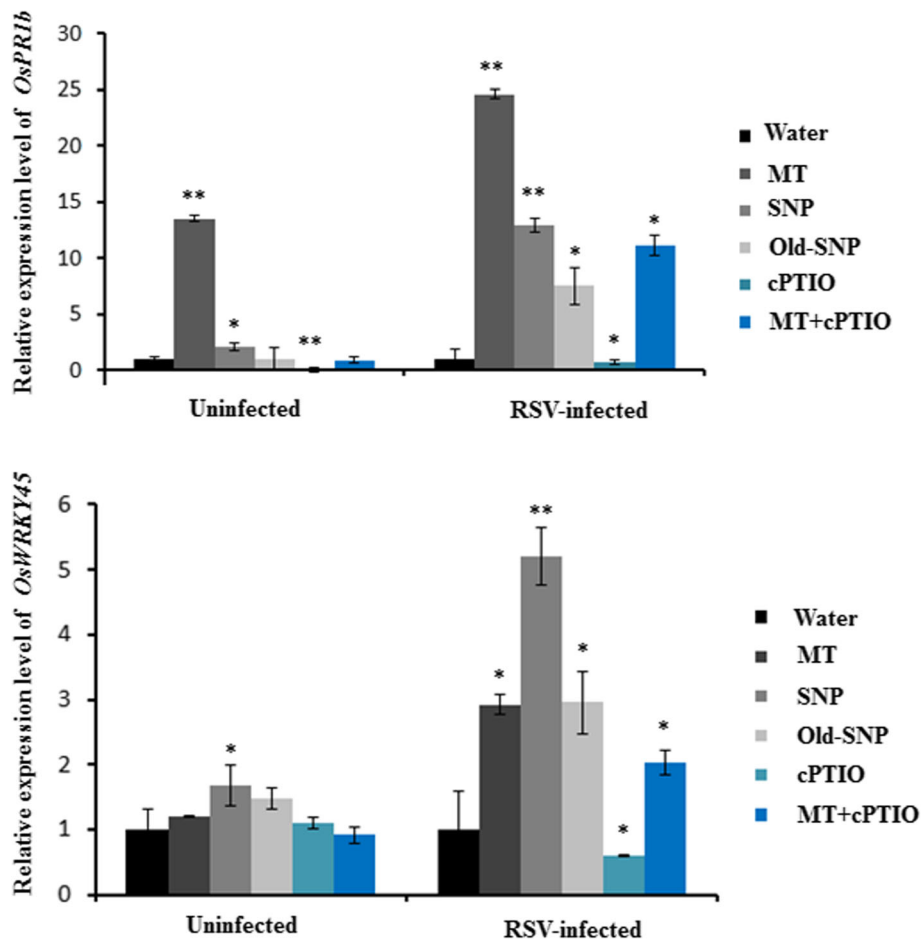 Relative expression level of OsPR1b
30
25
20
15
10
5
0
**
*
**
**
**
*
*
*
Uninfected
RSV-infected
Water
MT
SNP
Old-SNP
cPTIO
MT+cPTIO
Relative expression level of OsWRKY45
6
5
4
3
2
1
0
*
*
**
*
*
*
Uninfected
RSV-infected
Water
MT
SNP
Old-SNP
cPTIO
MT+cPTIO